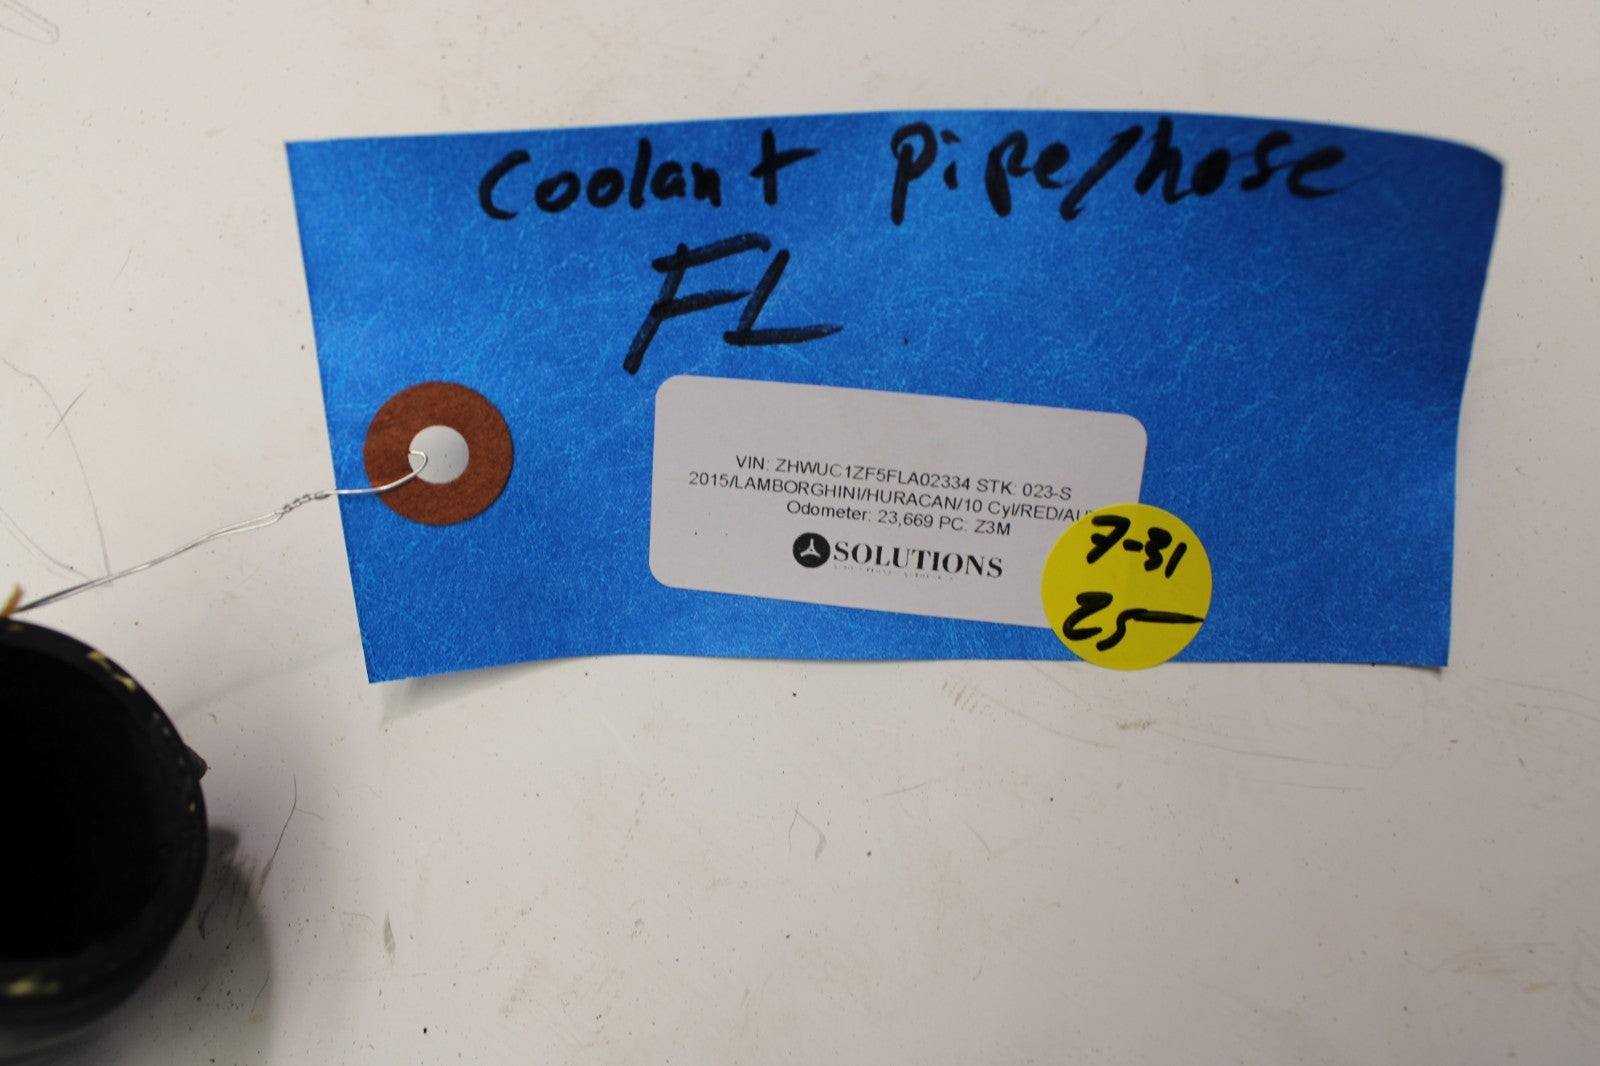 Coolant pipe/hose
FL
VIN: ZHWUC1ZF5FLA02334 STK: 023-S
2015/LAMBORGHINI/HURACAN/10 Cyl/RED/AU
Odometer: 23,669 PC: Z3M
SOLUTIONS
7-31
25